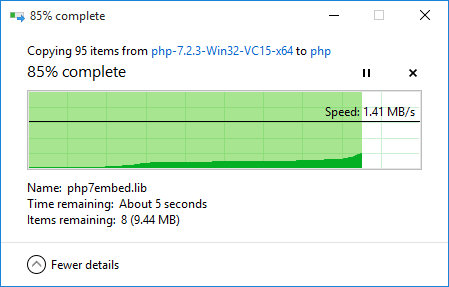 85% complete
Copying 95 items from php-7.2.3-Win32-VC15-x64 to php
85% complete
Speed: 1.41 MB/s
Name: php7embed.lib
Time remaining: About 5 seconds
Items remaining: 8 (9.44 MB)
Fewer details